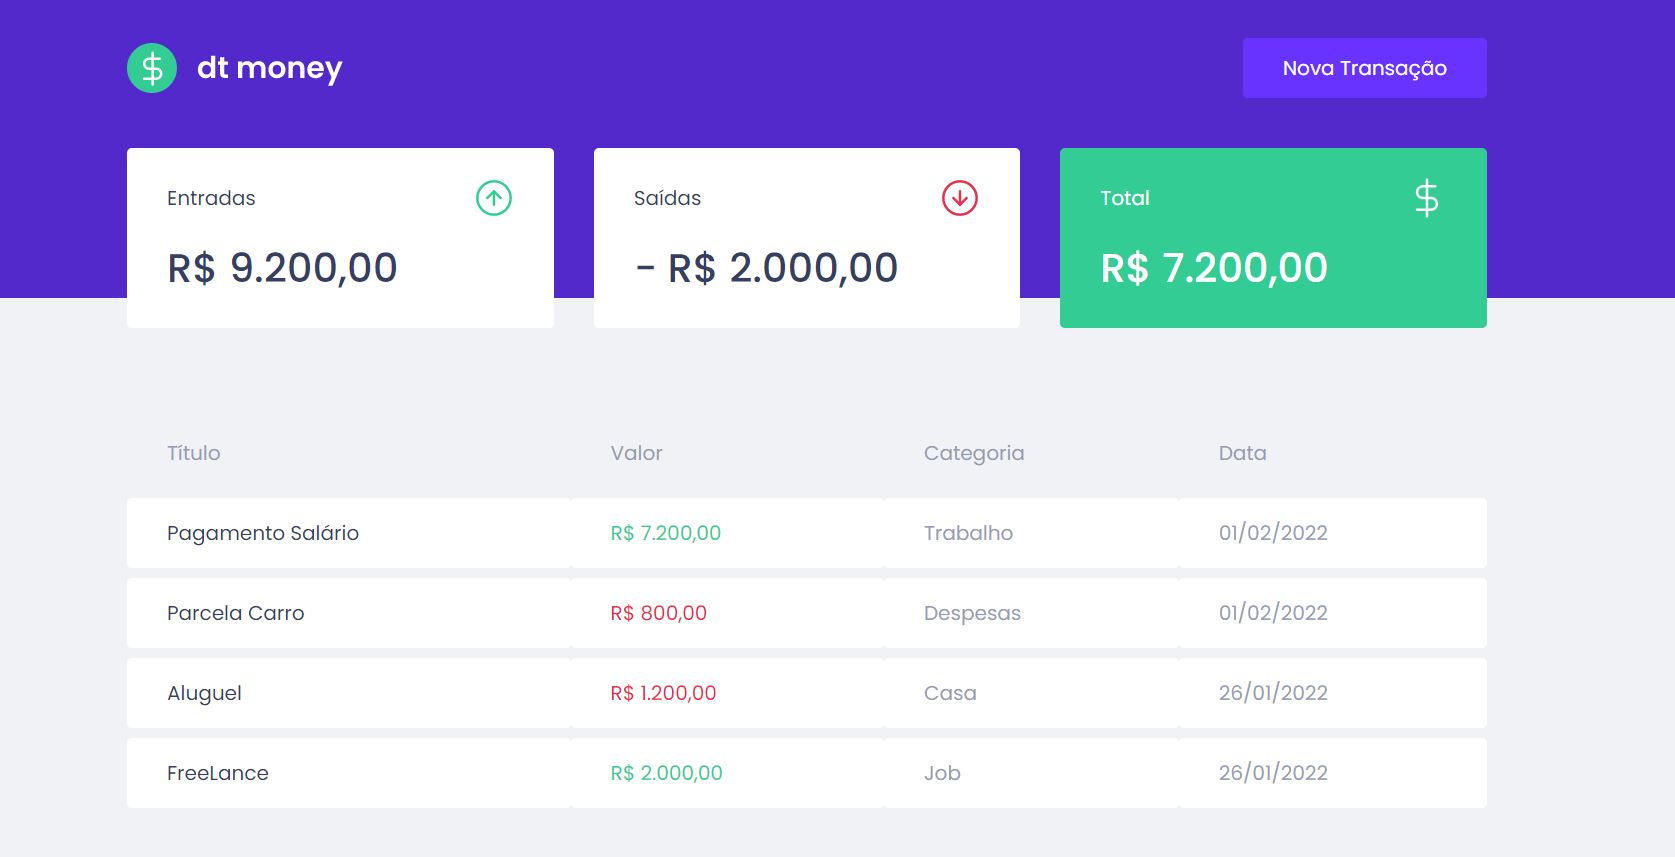 dt money
Nova Transação
Entradas
R$ 9.200,00
Saídas
- R$ 2.000,00
Total
$
R$ 7.200,00
Título Valor Categoria Data
Pagamento Salário R$ 7.200,00 Trabalho 01/02/2022
Parcela Carro R$ 800,00 Despesas 01/02/2022
Aluguel R$ 1.200,00 Casa 26/01/2022
FreeLance R$ 2.000,00 Job 26/01/2022